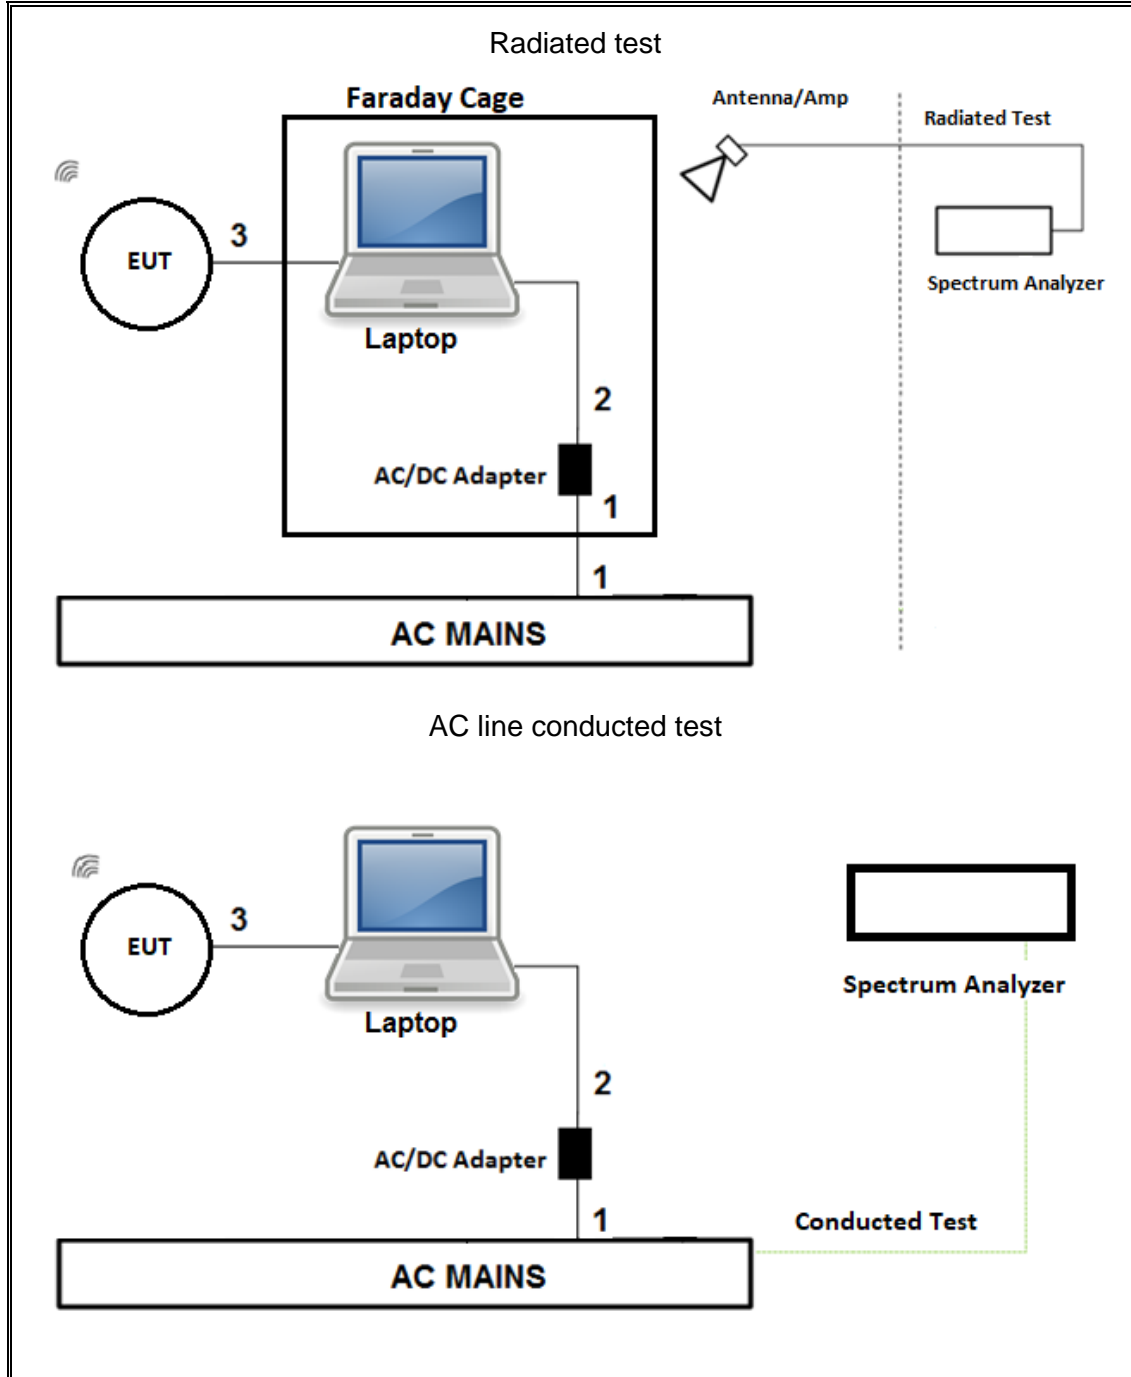 Radiated test
Faraday Cage
Antenna/Amp
Radiated Test
3
EUT
Spectrum Analyzer
Laptop
2
AC/DC Adapter
1
1
AC MAINS
AC line conducted test
3
EUT
Spectrum Analyzer
Laptop
2
AC/DC Adapter
1
Conducted Test
AC MAINS